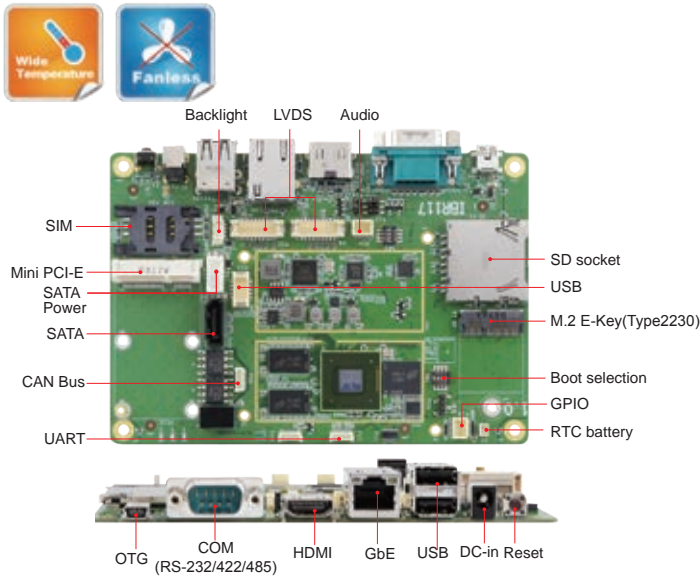 Wide
Temperature
Fanless
Backlight
LVDS
Audio
IBR117
SIM
Mini PCI-E
SATA
Power
SATA
CAN Bus
UART
SD socket
USB
M.2 E-Key(Type2230)
Boot selection
GPIO
RTC battery
OTG
COM
(RS-232/422/485)
HDMI
GbE
USB
DC-in
Reset